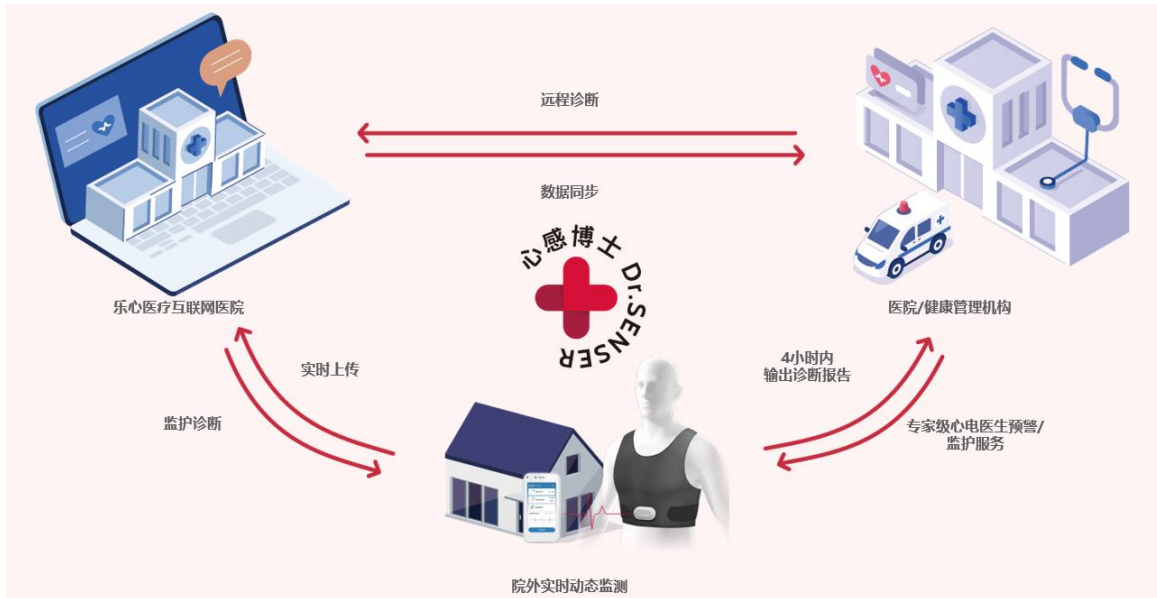 远程诊断
数据同步
心感博士 Dr.SENSER
乐心医疗互联网医院
医院/健康管理机构
实时上传
监护诊断
4小时内
输出诊断报告
专家级心电医生预警/
监护服务
院外实时动态监测